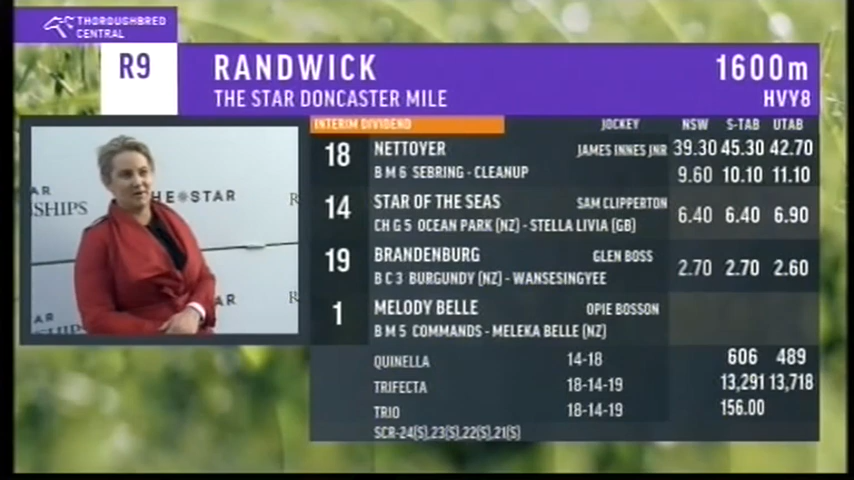 THOROUGHBRED
CENTRAL
R9
RANDWICK
1600m
THE STAR DONCASTER MILE
HVY8
INTERIM DIVIDEND JOCKEY NSW S-TAB UTAB
18 NETTOYER JAMES INNES JNR 39.30 45.30 42.70
B M 6 SEBRING - CLEANUP 9.60 10.10 11.10
14 STAR OF THE SEAS SAM CLIPPERTON 6.40 6.40 6.90
CH G 5 OCEAN PARK (NZ) - STELLA LIVIA (GB)
19 BRANDENBURG GLEN BOSS 2.70 2.70 2.60
B C 3 BURGUNDY (NZ) - WANSESINGYEE
1 MELODY BELLE OPIE BOSSON
B M 5 COMMANDS - MELEKA BELLE (NZ)
QUINELLA 14-18 606 489
TRIFECTA 18-14-19 13,291 13,718
TRIO 18-14-19 156.00
SCR-24(S),23(S),22(S),21(S)
AR
SHIPS
HE STAR
R
AR
R